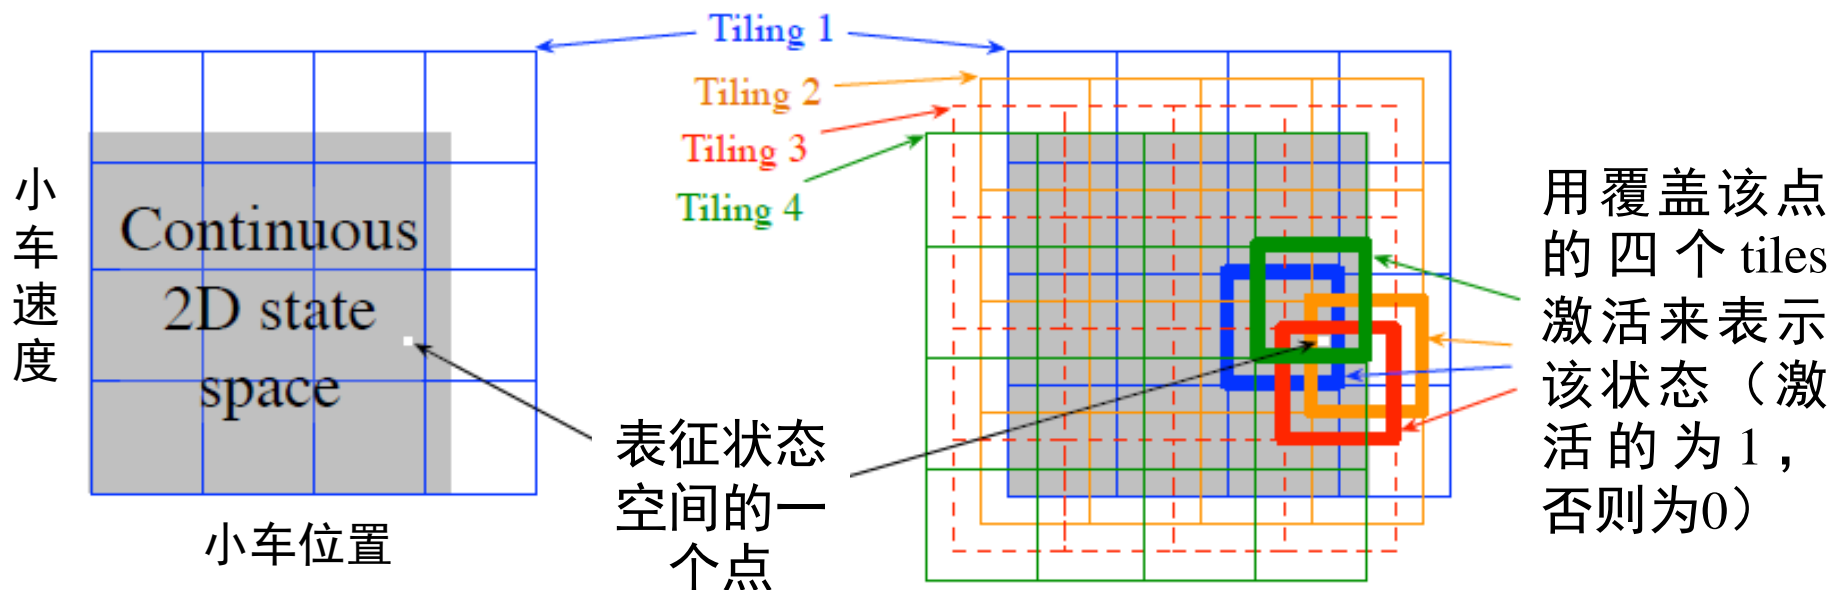 Tiling 1
Tiling 2
Tiling 3
Tiling 4
小
车
速
度
Continuous
2D state
space
小车位置
表征状态
空间的一
个点
用覆盖该点
的四个tiles
激活来表示
该状态（激
活的为1，
否则为0）